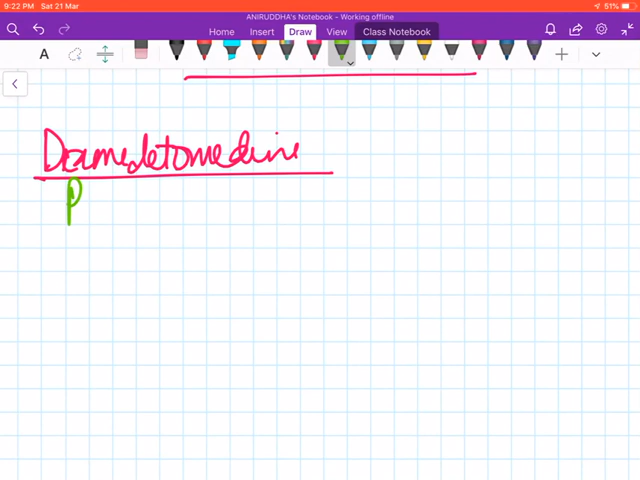 9:22 PM Sat 21 Mar 51%
ANIRUDDHA's Notebook - Working offline
Home Insert Draw View Class Notebook
A
Dexmedetomedine
P